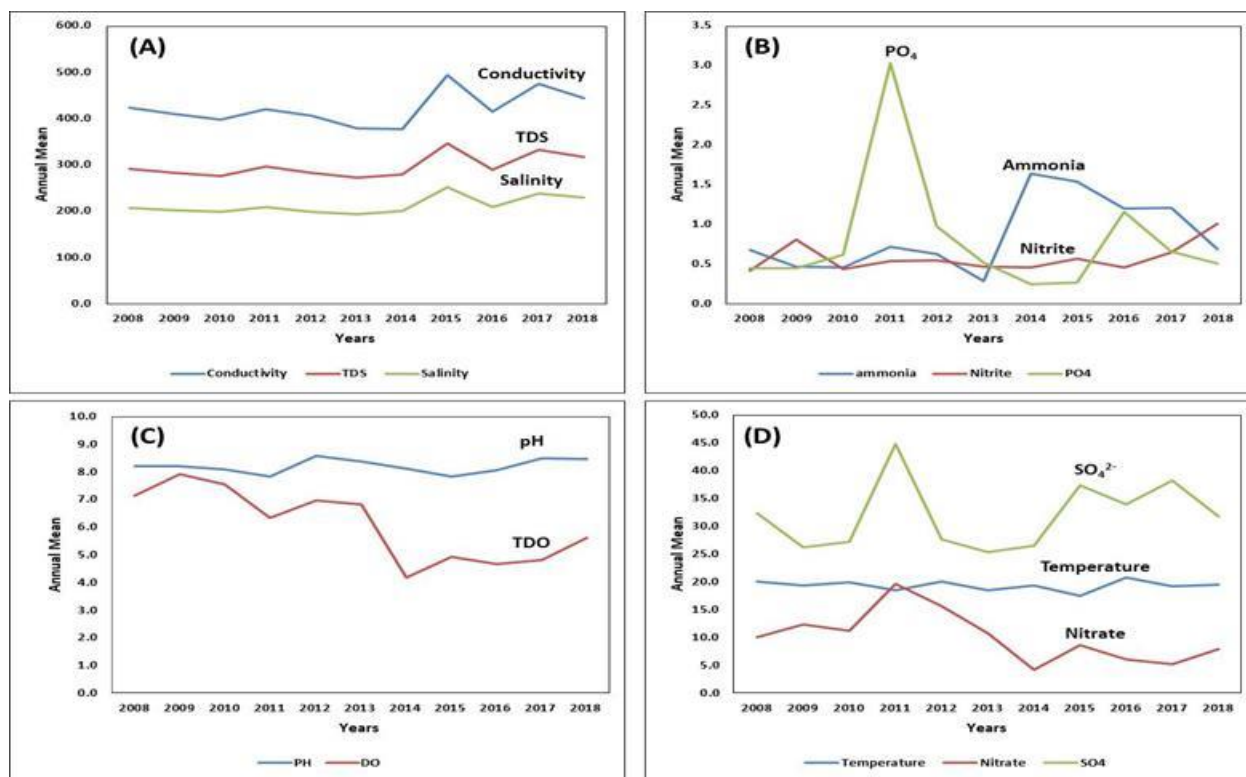 (A)
600.0
500.0
400.0
300.0
200.0
100.0
0.0
Annual Mean
Conductivity
TDS
Salinity
2008 2009 2010 2011 2012 2013 2014 2015 2016 2017 2018
Years
Conductivity TDS Salinity
(B)
3.5
3.0
2.5
2.0
1.5
1.0
0.5
0.0
Annual Mean
PO₄
Ammonia
Nitrite
2008 2009 2010 2011 2012 2013 2014 2015 2016 2017 2018
Years
ammonia Nitrite PO4
(C)
10.0
9.0
8.0
7.0
6.0
5.0
4.0
3.0
2.0
1.0
0.0
Annual Mean
pH
TDO
2008 2009 2010 2011 2012 2013 2014 2015 2016 2017 2018
Years
PH DO
(D)
50.0
45.0
40.0
35.0
30.0
25.0
20.0
15.0
10.0
5.0
0.0
Annual Mean
SO₄²⁻
Temperature
Nitrate
2008 2009 2010 2011 2012 2013 2014 2015 2016 2017 2018
Years
Temperature Nitrate SO4